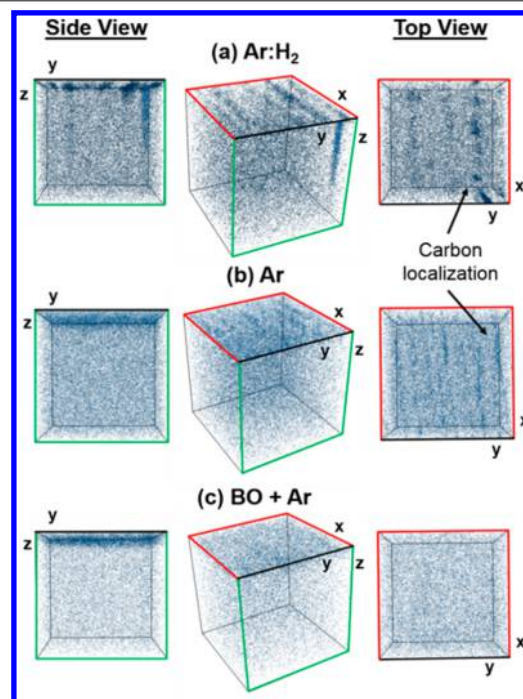 Side View
Top View
(a) Ar:H₂
y
z
x
y
z
x
y
Carbon
localization
(b) Ar
y
z
x
y
z
x
y
(c) BO + Ar
y
z
x
y
z
x
y